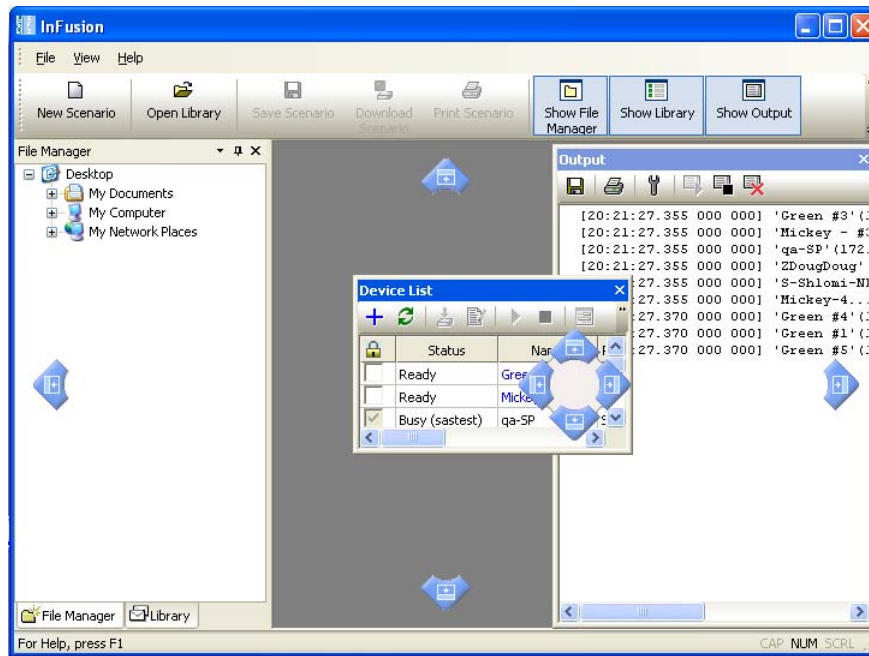 InFusion
File View Help
New Scenario Open Library Save Scenario Download Scenario Print Scenario Show File Manager Show Library Show Output
File Manager
Desktop
My Documents
My Computer
My Network Places
Output
[20:21:27.355 000 000] 'Green #3'(
[20:21:27.355 000 000] 'Mickey - #3
[20:21:27.355 000 000] 'qa-SP'(172.
[20:21:27.355 000 000] 'ZDougDoug'
27.355 000 000] 'S-Shlomi-
27.355 000 000] 'Mickey-4...
27.370 000 000] 'Green #4'(
27.370 000 000] 'Green #1'(
27.370 000 000] 'Green #5'(
Device List
Status
Ready
Ready
Busy (sastest) qa-SP
File Manager Library
For Help, press F1
CAP NUM SCRL